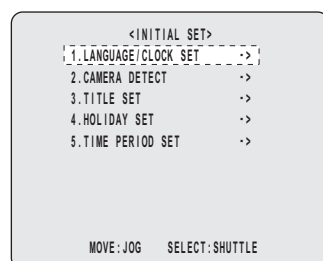 <INITIAL SET>
1.LANGUAGE/CLOCK SET ->
2.CAMERA DETECT ->
3.TITLE SET ->
4.HOLIDAY SET ->
5.TIME PERIOD SET ->
MOVE:JOG SELECT:SHUTTLE